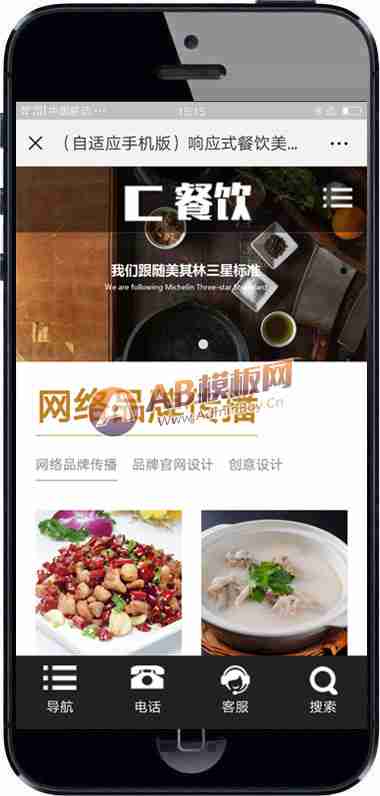 中国移动
15:15
（自适应手机版）响应式餐饮美...
餐饮
我们跟随美其林三星标准
We are following Michelin Three-star Standard
网络品牌传播
AB模板网
Www.AdminBuy.Cn
网络品牌传播 品牌官网设计 创意设计
导航 电话 客服 搜索